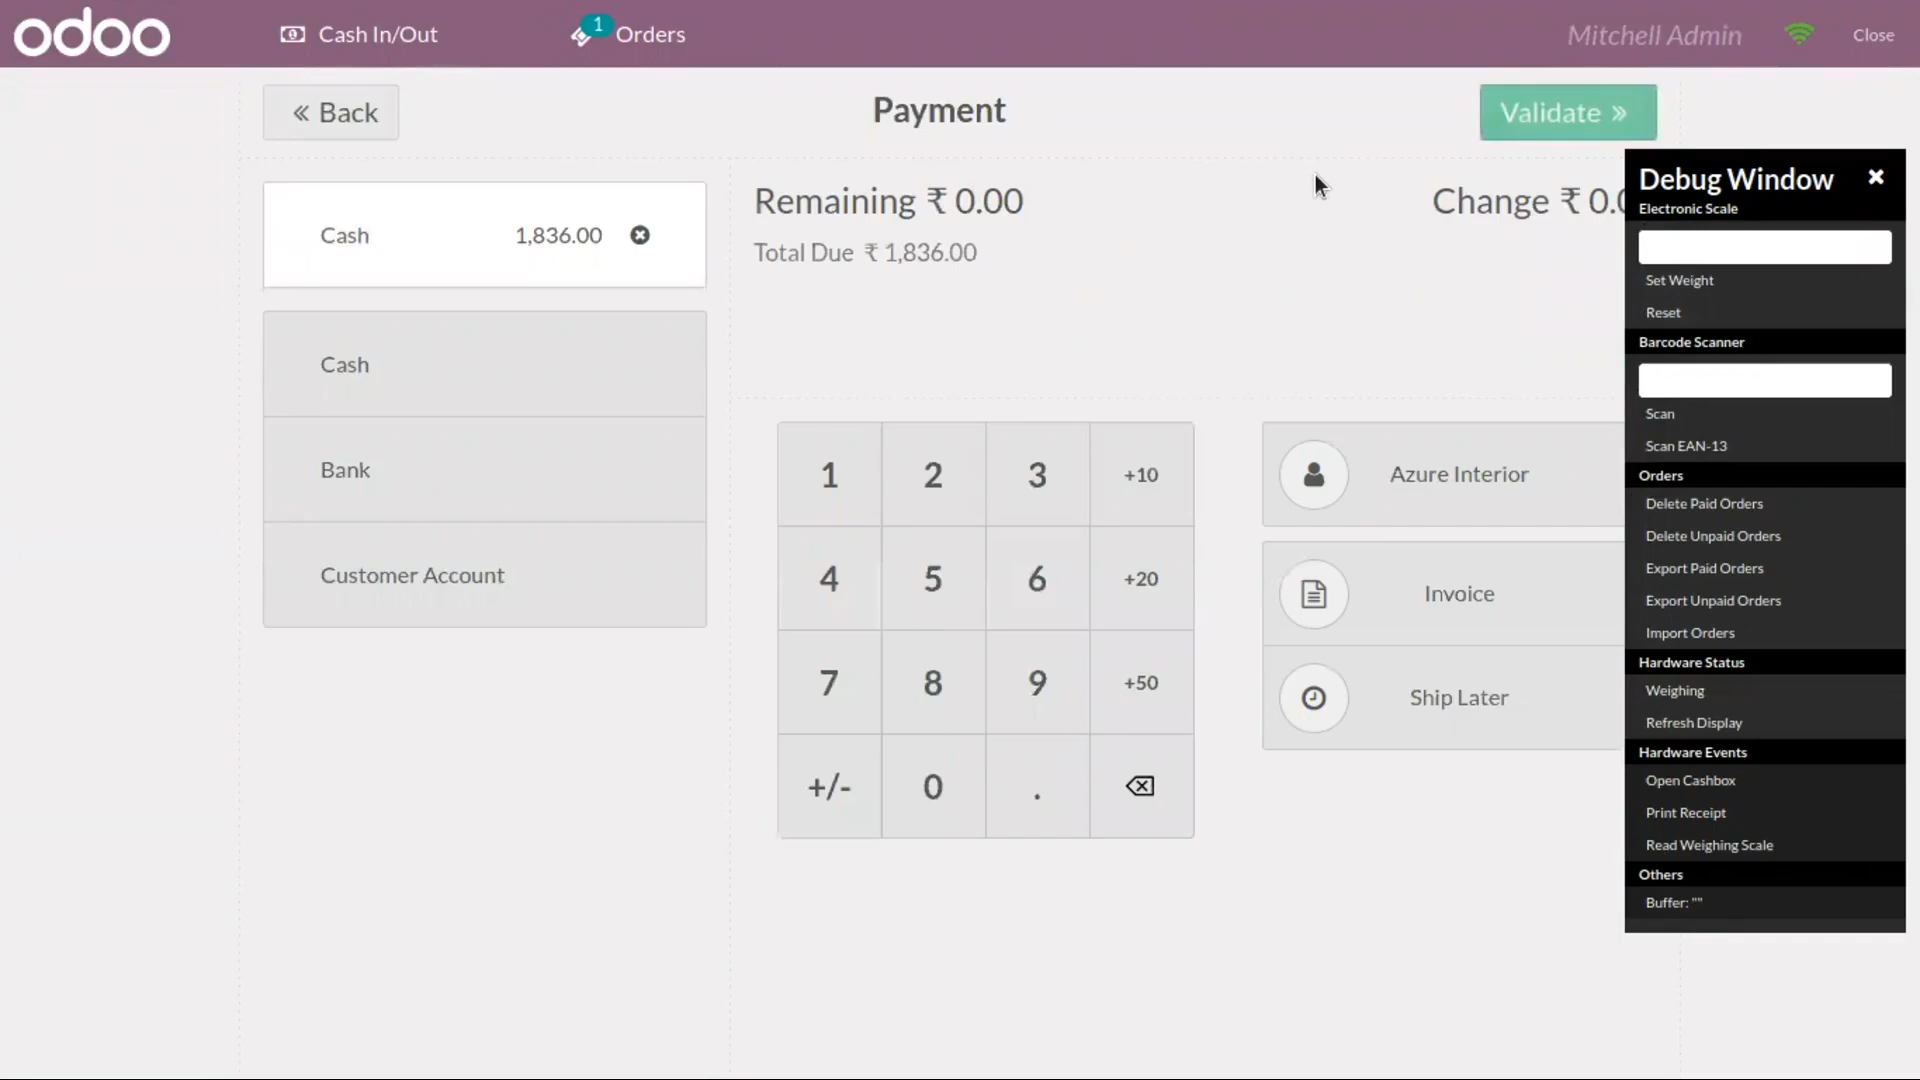 odoo
Cash In/Out
1
Orders
Mitchell Admin
Close
« Back
Payment
Validate »
Cash 1,836.00
Remaining ₹ 0.00
Total Due ₹ 1,836.00
Change ₹ 0.0
Cash
Bank
Customer Account
1 2 3 +10
4 5 6 +20
7 8 9 +50
+/- 0 .
Azure Interior
Invoice
Ship Later
Debug Window
Electronic Scale
Set Weight
Reset
Barcode Scanner
Scan
Scan EAN-13
Orders
Delete Paid Orders
Delete Unpaid Orders
Export Paid Orders
Export Unpaid Orders
Import Orders
Hardware Status
Weighing
Refresh Display
Hardware Events
Open Cashbox
Print Receipt
Read Weighing Scale
Others
Buffer: ""